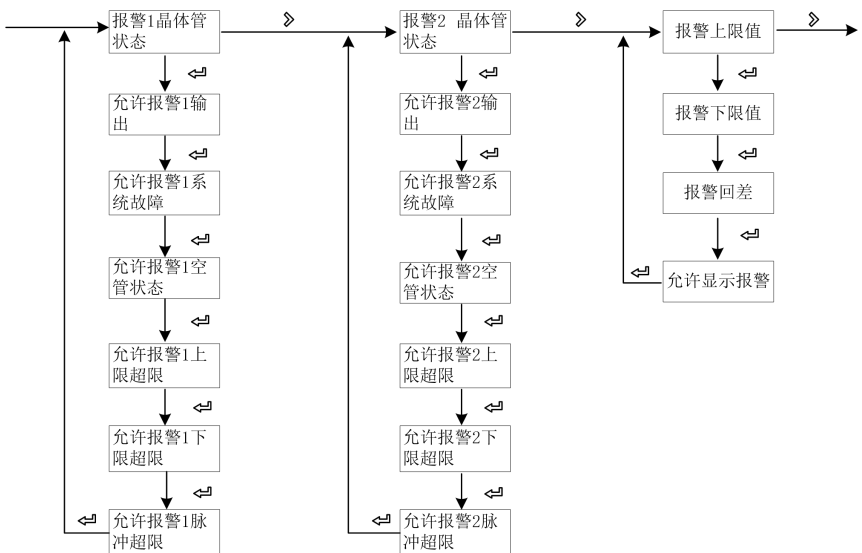 报警1晶体管
状态
允许报警1输
出
允许报警1系
统故障
允许报警1空
管状态
允许报警1上
限超限
允许报警1下
限超限
允许报警1脉
冲超限
报警2 晶体管
状态
允许报警2输
出
允许报警2系
统故障
允许报警2空
管状态
允许报警2上
限超限
允许报警2下
限超限
允许报警2脉
冲超限
报警上限值
报警下限值
报警回差
允许显示报警